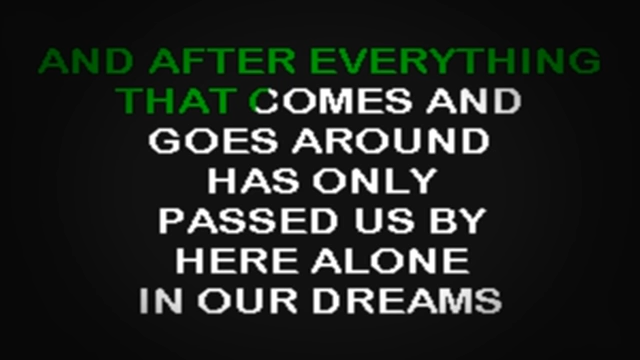 AND AFTER EVERYTHING
THAT COMES AND
GOES AROUND
HAS ONLY
PASSED US BY
HERE ALONE
IN OUR DREAMS